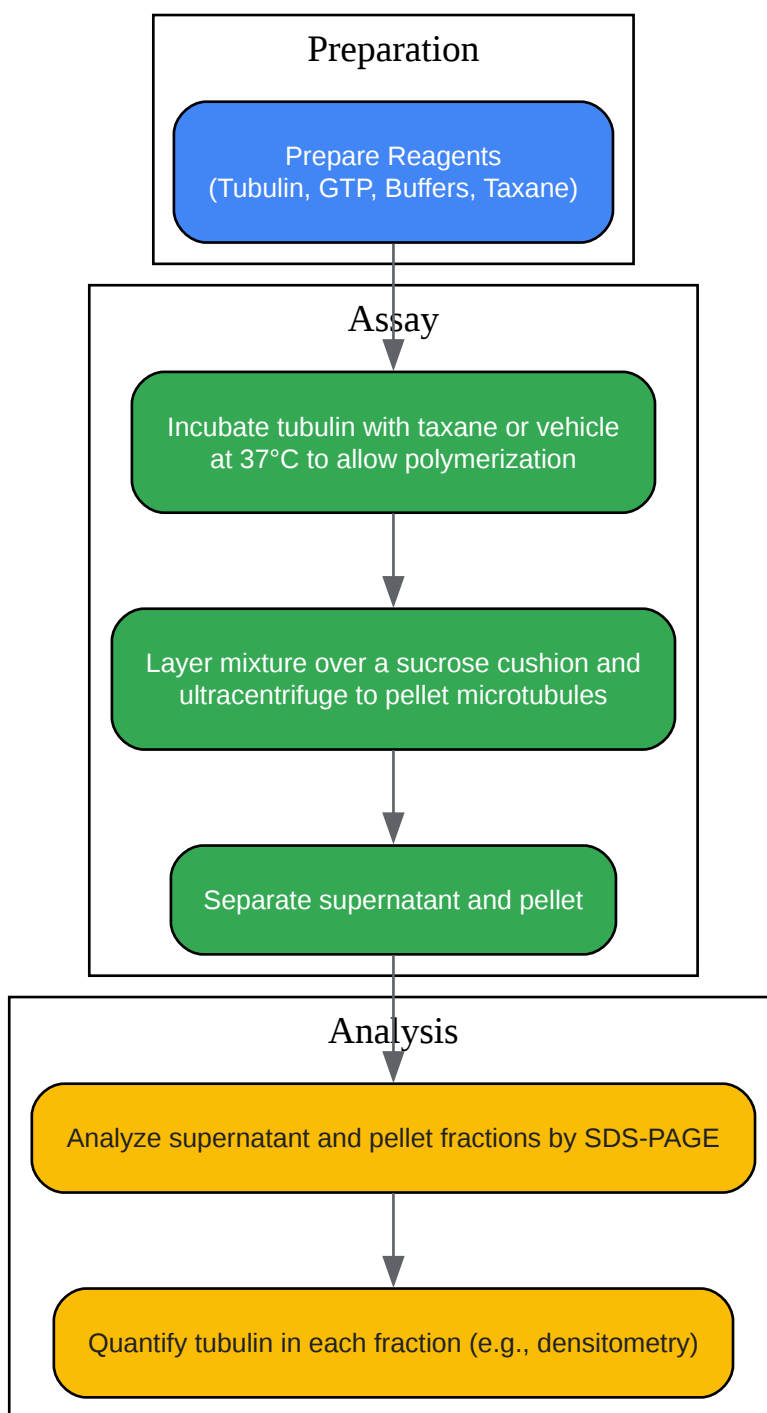 Preparation
Prepare Reagents
(Tubulin, GTP, Buffers, Taxane)
Assay
Incubate tubulin with taxane or vehicle
at 37°C to allow polymerization
Layer mixture over a sucrose cushion and
ultracentrifuge to pellet microtubules
Separate supernatant and pellet
Analysis
Analyze supernatant and pellet fractions by SDS-PAGE
Quantify tubulin in each fraction (e.g., densitometry)